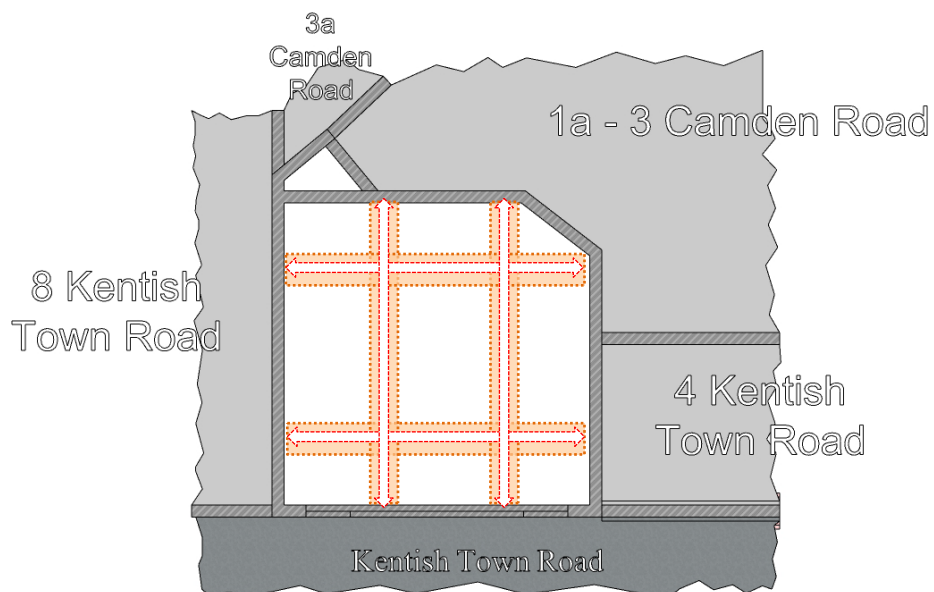 3a
Camden
Road
1a - 3 Camden Road
8 Kentish
Town Road
4 Kentish
Town Road
Kentish Town Road